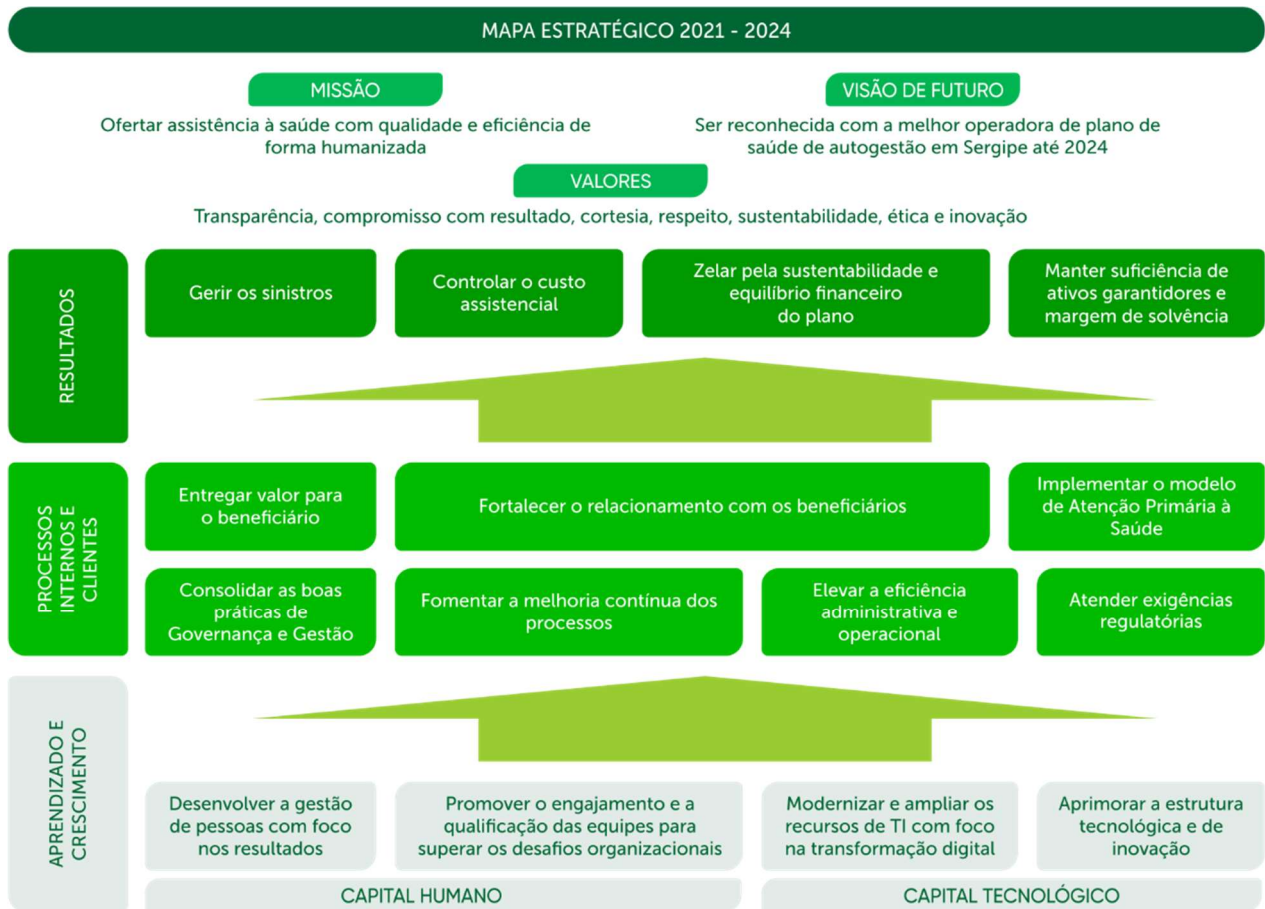 MAPA ESTRATÉGICO 2021 - 2024
MISSÃO
Ofertar assistência à saúde com qualidade e eficiência de
forma humanizada
VISÃO DE FUTURO
Ser reconhecida com a melhor operadora de plano de
saúde de autogestão em Sergipe até 2024
VALORES
Transparência, compromisso com resultado, cortesia, respeito, sustentabilidade, ética e inovação
RESULTADOS
Gerir os sinistros
Controlar o custo
assistencial
Zelar pela sustentabilidade e
equilíbrio financeiro
do plano
Manter suficiência de
ativos garantidores e
margem de solvência
PROCESSOS
INTERNOS E
CLIENTES
Entregar valor para
o beneficiário
Fortalecer o relacionamento com os beneficiários
Implementar o modelo
de Atenção Primária à
Saúde
Consolidar as boas
práticas de
Governança e Gestão
Fomentar a melhoria contínua dos
processos
Elevar a eficiência
administrativa e
operacional
Atender exigências
regulatórias
APRENDIZADO E
CRESCIMENTO
Desenvolver a gestão
de pessoas com foco
nos resultados
Promover o engajamento e a
qualificação das equipes para
superar os desafios organizacionais
Modernizar e ampliar os
recursos de TI com foco
na transformação digital
Aprimorar a estrutura
tecnológica e de
inovação
CAPITAL HUMANO
CAPITAL TECNOLÓGICO